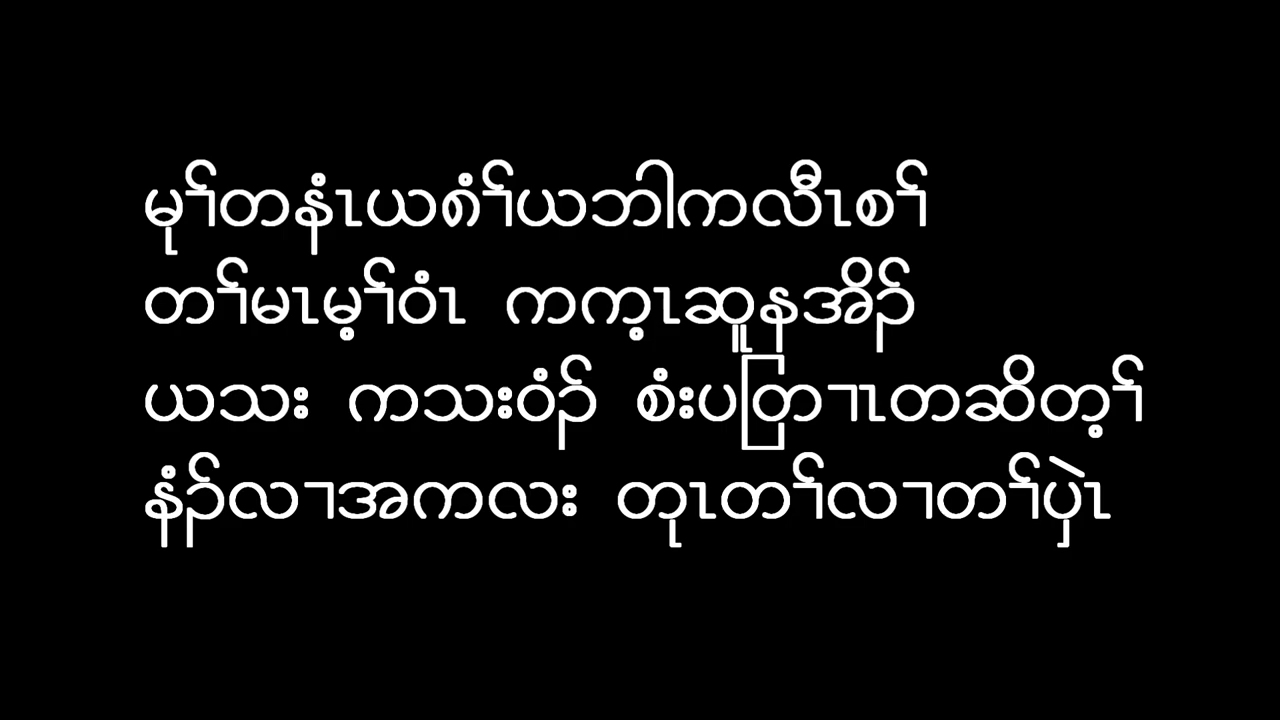 မုၢ်တနံၤယစံၢ်ယဘါကလီၤစၢ်
တၢ်မၤမ့ၢ်ဝံၤ ကက့ၤဆူနအိၣ်
ယသး ကသးဝံၣ် စံးပတြာၤတဆိတ့ၢ်
နံၣ်လၢအကလး တုၤတၢ်လၢတၢ်ပှဲၤ